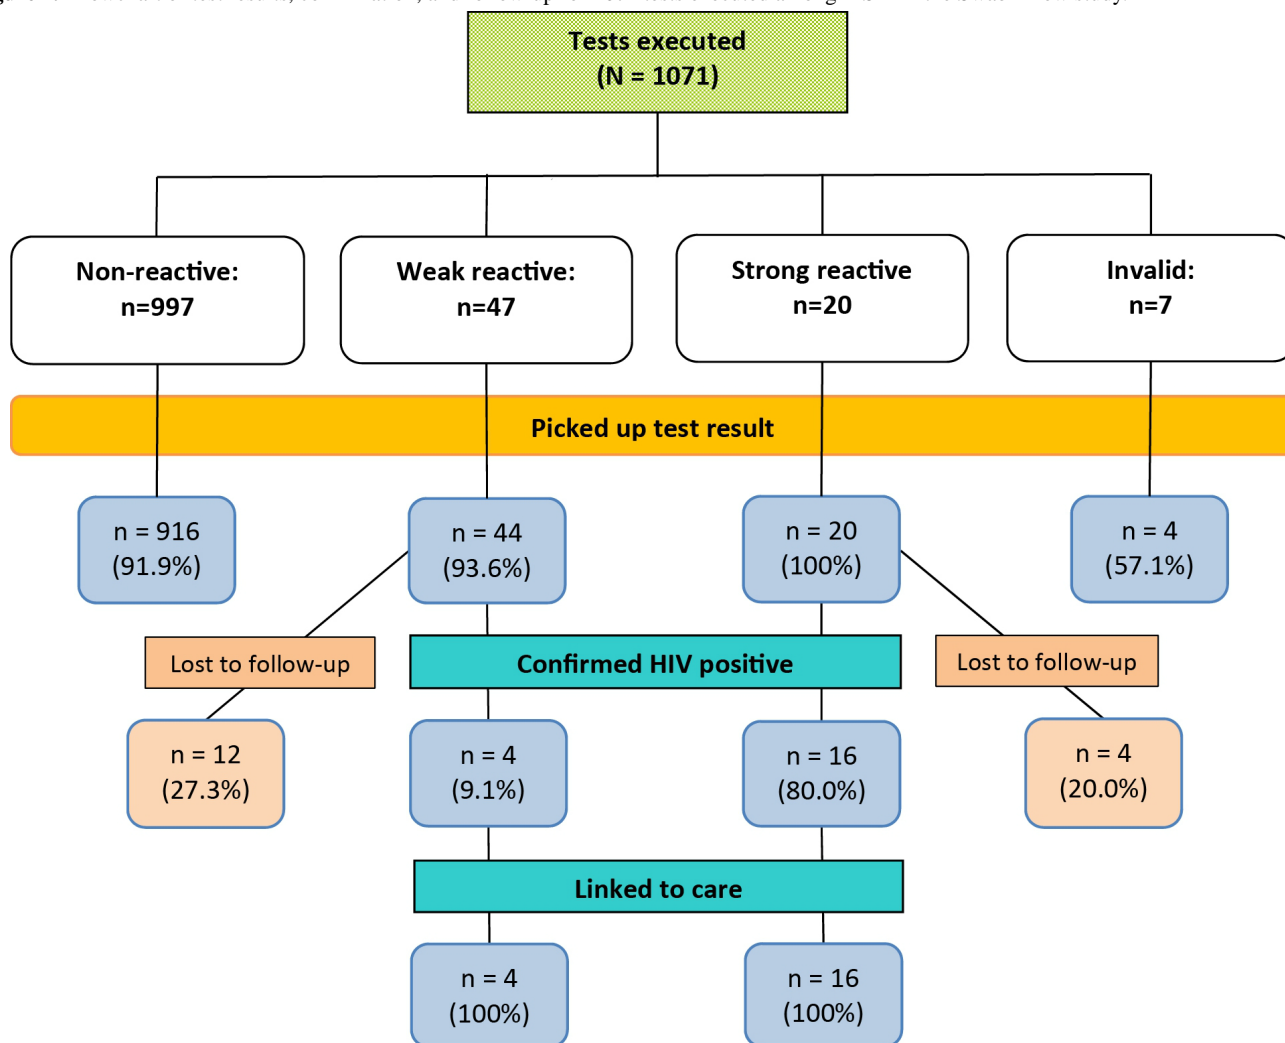 Tests executed
(N = 1071)
Non-reactive:
n=997
Weak reactive:
n=47
Strong reactive
n=20
Invalid:
n=7
Picked up test result
n = 916
(91.9%)
n = 44
(93.6%)
n = 20
(100%)
n = 4
(57.1%)
Lost to follow-up
Confirmed HIV positive
Lost to follow-up
n = 12
(27.3%)
n = 4
(9.1%)
n = 16
(80.0%)
n = 4
(20.0%)
Linked to care
n = 4
(100%)
n = 16
(100%)